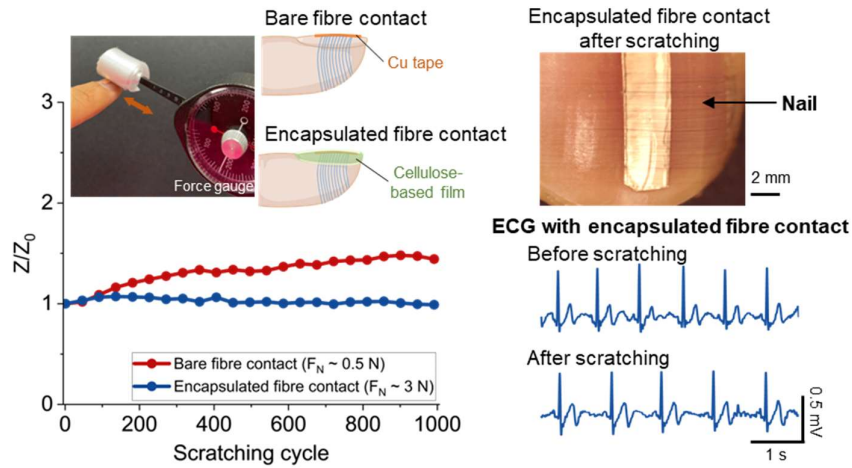 Bare fibre contact
Cu tape
Encapsulated fibre contact
Cellulose-
based film
Force gauge
Encapsulated fibre contact
after scratching
Nail
2 mm
Z/Z0
3
2
1
0
Bare fibre contact (FN ~ 0.5 N)
Encapsulated fibre contact (FN ~ 3 N)
0 200 400 600 800 1000
Scratching cycle
ECG with encapsulated fibre contact
Before scratching
After scratching
0.5 mV
1 s